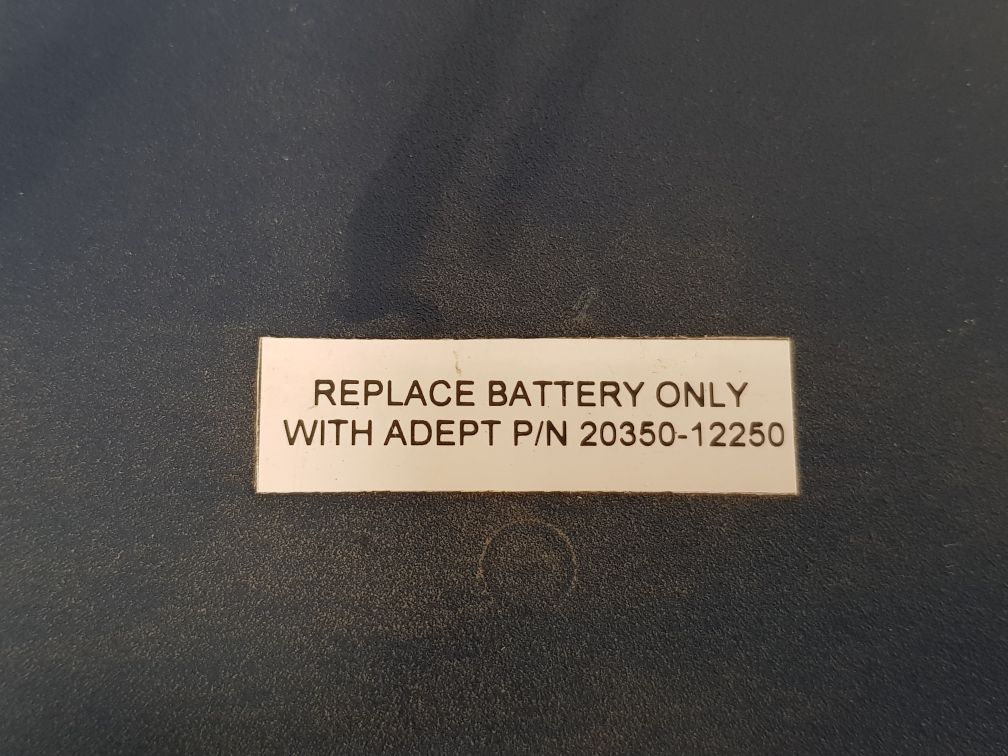 REPLACE BATTERY ONLY
WITH ADEPT P/N 20350-12250